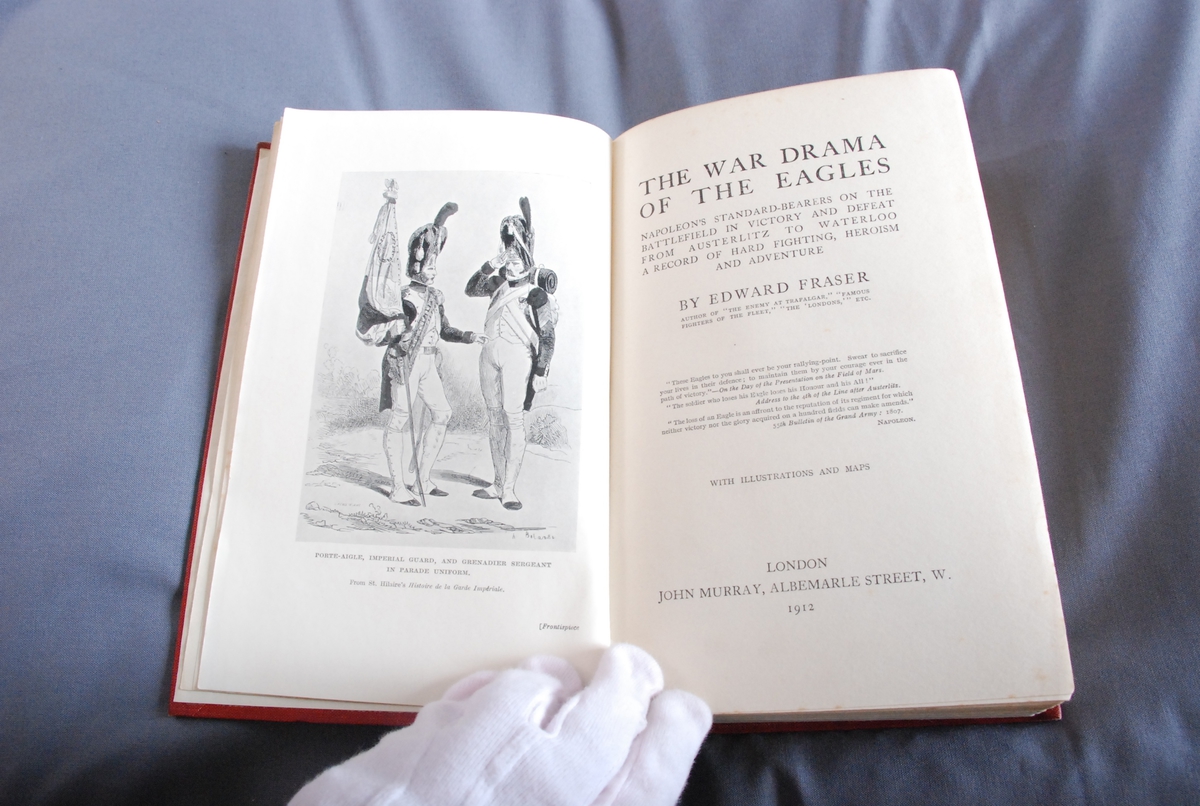 PORTE-AIGLE, IMPERIAL GUARD, AND GRENADIER SERGEANT
IN PARADE UNIFORM.
From St. Hilaire's Histoire de la Garde Impériale.
[Frontispiece
THE WAR DRAMA
OF THE EAGLES
NAPOLEON'S STANDARD-BEARERS ON THE
BATTLEFIELD IN VICTORY AND DEFEAT
FROM AUSTERLITZ TO WATERLOO
A RECORD OF HARD FIGHTING, HEROISM
AND ADVENTURE
BY EDWARD FRASER
AUTHOR OF "THE ENEMY AT TRAFALGAR," "FAMOUS
FIGHTERS OF THE FLEET," "THE 'LONDONS,'" ETC.
"These Eagles to you shall ever be your rallying-point. Swear to sacrifice
your lives in their defence; to maintain them by your courage ever in the
path of victory."—On the Day of the Presentation on the Field of Mars.
"The soldier who loses his Eagle loses his Honour and his All!"
Address to the 4th of the Line after Austerlitz.
"The loss of an Eagle is an affront to the reputation of its regiment for which
neither victory nor the glory acquired on a hundred fields can make amends."
55th Bulletin of the Grand Army: 1807.
NAPOLEON.
WITH ILLUSTRATIONS AND MAPS
LONDON
JOHN MURRAY, ALBEMARLE STREET, W.
1912